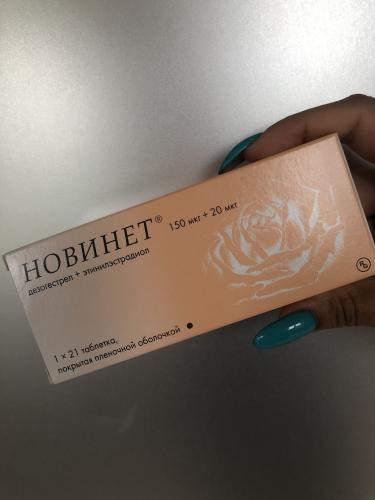 НОВИНЕТ®
150 мкг + 20 мкг
дезогестрел + этинилэстрадиол
1 × 21 таблетка,
покрытая пленочной оболочкой